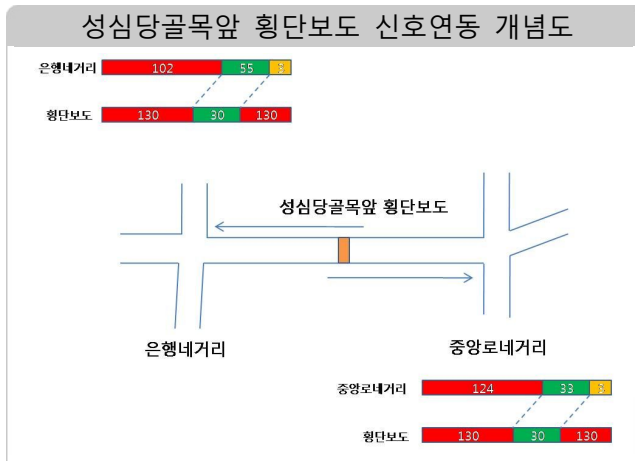 성심당골목앞 횡단보도 신호연동 개념도
은행네거리 102 55
횡단보도 130 30 130
성심당골목앞 횡단보도
은행네거리
중앙로네거리
중앙로네거리 124 33
횡단보도 130 30 130